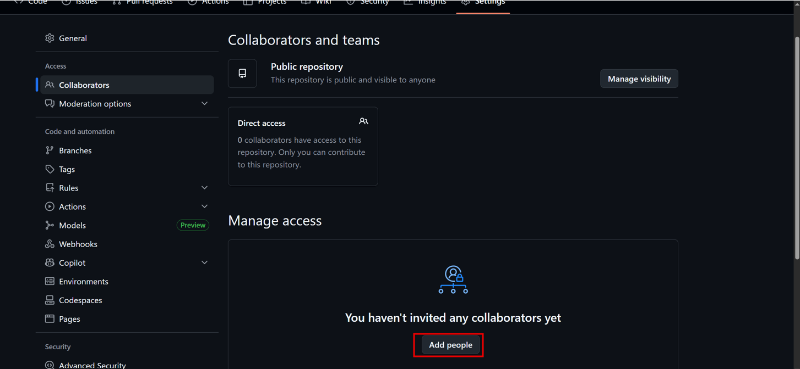 Code Issues Pull requests Actions Projects Wiki Security Insights Settings
General
Access
Collaborators
Moderation options
Code and automation
Branches
Tags
Rules
Actions
Models Preview
Webhooks
Copilot
Environments
Codespaces
Pages
Security
Advanced Security
Collaborators and teams
Public repository
This repository is public and visible to anyone
Manage visibility
Direct access
0 collaborators have access to this
repository. Only you can contribute
to this repository.
Manage access
You haven't invited any collaborators yet
Add people